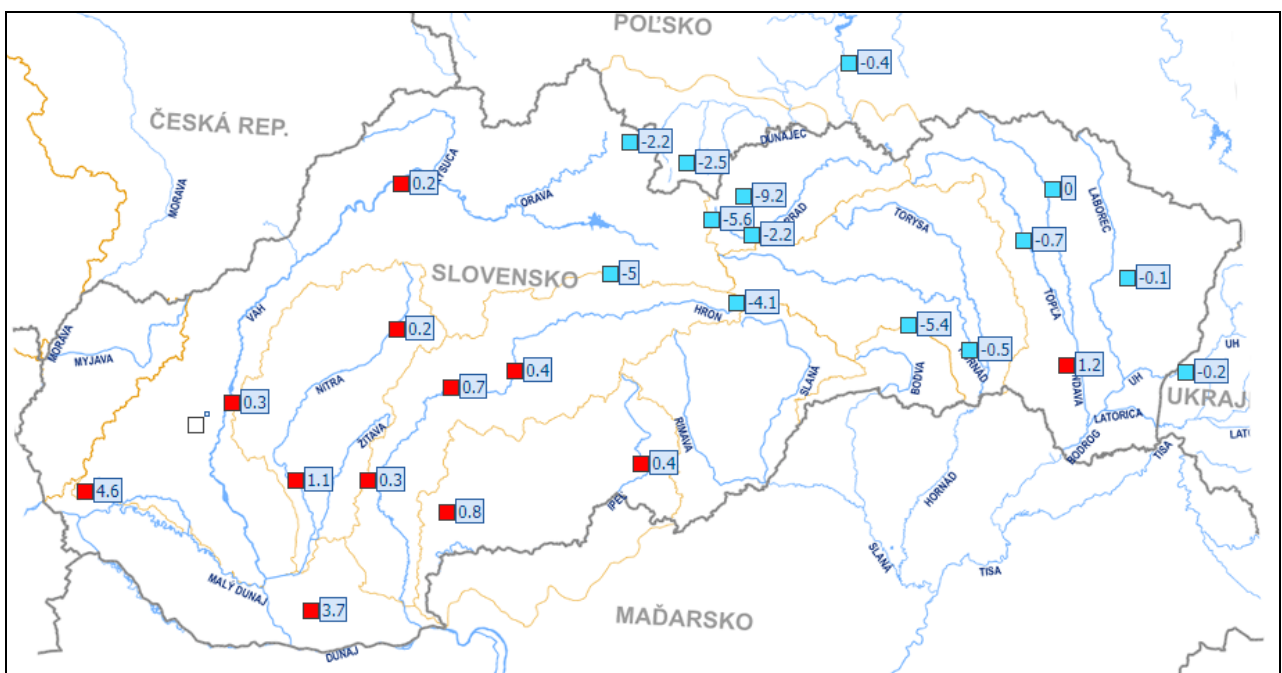 POĽSKO
-0.4
ČESKÁ REP.
DUNAJEC
-2.2
-2.5
MORAVA
0.2
ORAVA
-9.2
0
LABOREC
-5.6
TORYSA
-2.2
-0.7
SLOVENSKO
-5
-0.1
VÁH
HRON
-4.1
TOPĽA
0.2
-5.4
MORAVA
MYJAVA
-0.5
UH
NITRA
0.7
0.4
SLANÁ
BODVA
1.2
UH
-0.2
0.3
UKRAJ
ŽITAVA
RIMAVA
LATORICA
BODROG
TISA
0.4
4.6
1.1
0.3
IPEĽ
HORNÁD
0.8
SLANÁ
TISA
MALÝ DUNAJ
3.7
MAĎARSKO
DUNAJ